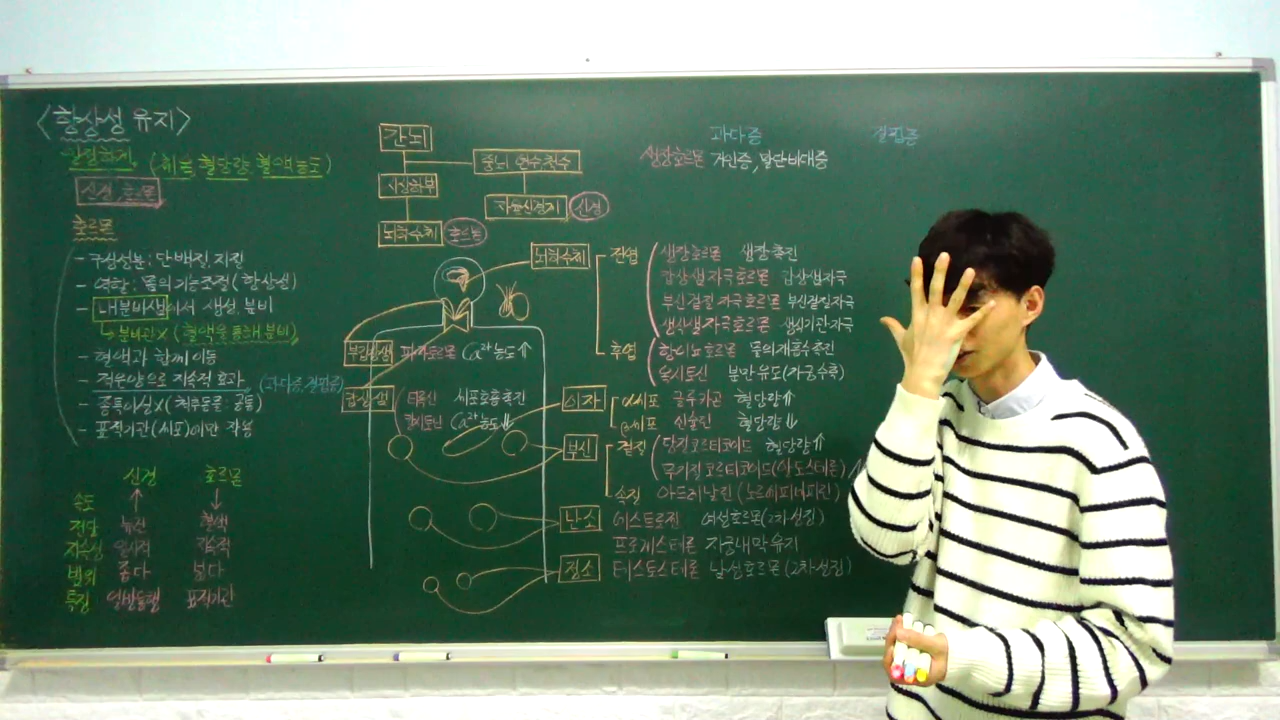 <항상성 유지>
일정하게, (체온, 혈당량, 혈액농도)
신경, 호르몬
호르몬
- 구성성분 : 단백질, 지질
- 역할 : 몸의 기능조절 (항상성)
- 내분비샘에서 생성, 분비
↳ 분비관X (혈액을 통해 분비)
- 혈액과 함께 이동
- 적은양으로 지속적 효과 (과다증, 결핍증)
- 종특이성X (척추동물 : 공통)
- 표적기관(세포)에만 작용
신경 호르몬
속도 ↑ ↓
전달 뉴런 혈액
지속성 일시적 지속적
범위 좁다 넓다
특징 표적기관
간뇌
중뇌 연수 척수
시상하부
자율신경계 신경
뇌하수체 호르몬
부갑상샘 파라토르몬 Ca²⁺농도↑
갑상샘 티록신 세포호흡촉진
칼시토닌 Ca²⁺농도↓
과다증 결핍증
생장호르몬 거인증, 말단비대증
뇌하수체 전엽 생장호르몬 생장촉진
갑상샘자극호르몬 갑상샘자극
부신겉질자극호르몬 부신겉질자극
생식샘자극호르몬 생식기관자극
후엽 항이뇨호르몬 물의재흡수촉진
옥시토신 분만유도(자궁수축)
이자 α세포 글루카곤 혈당량↑
β세포 인슐린 혈당량↓
부신 겉질 당질코르티코이드 혈당량↑
무기질코르티코이드(알도스테론)
속질 아드레날린 (노르에피네피린)
난소 에스트로젠 여성호르몬(2차성징)
프로게스테론 자궁내막유지
정소 테스토스테론 남성호르몬(2차성징)